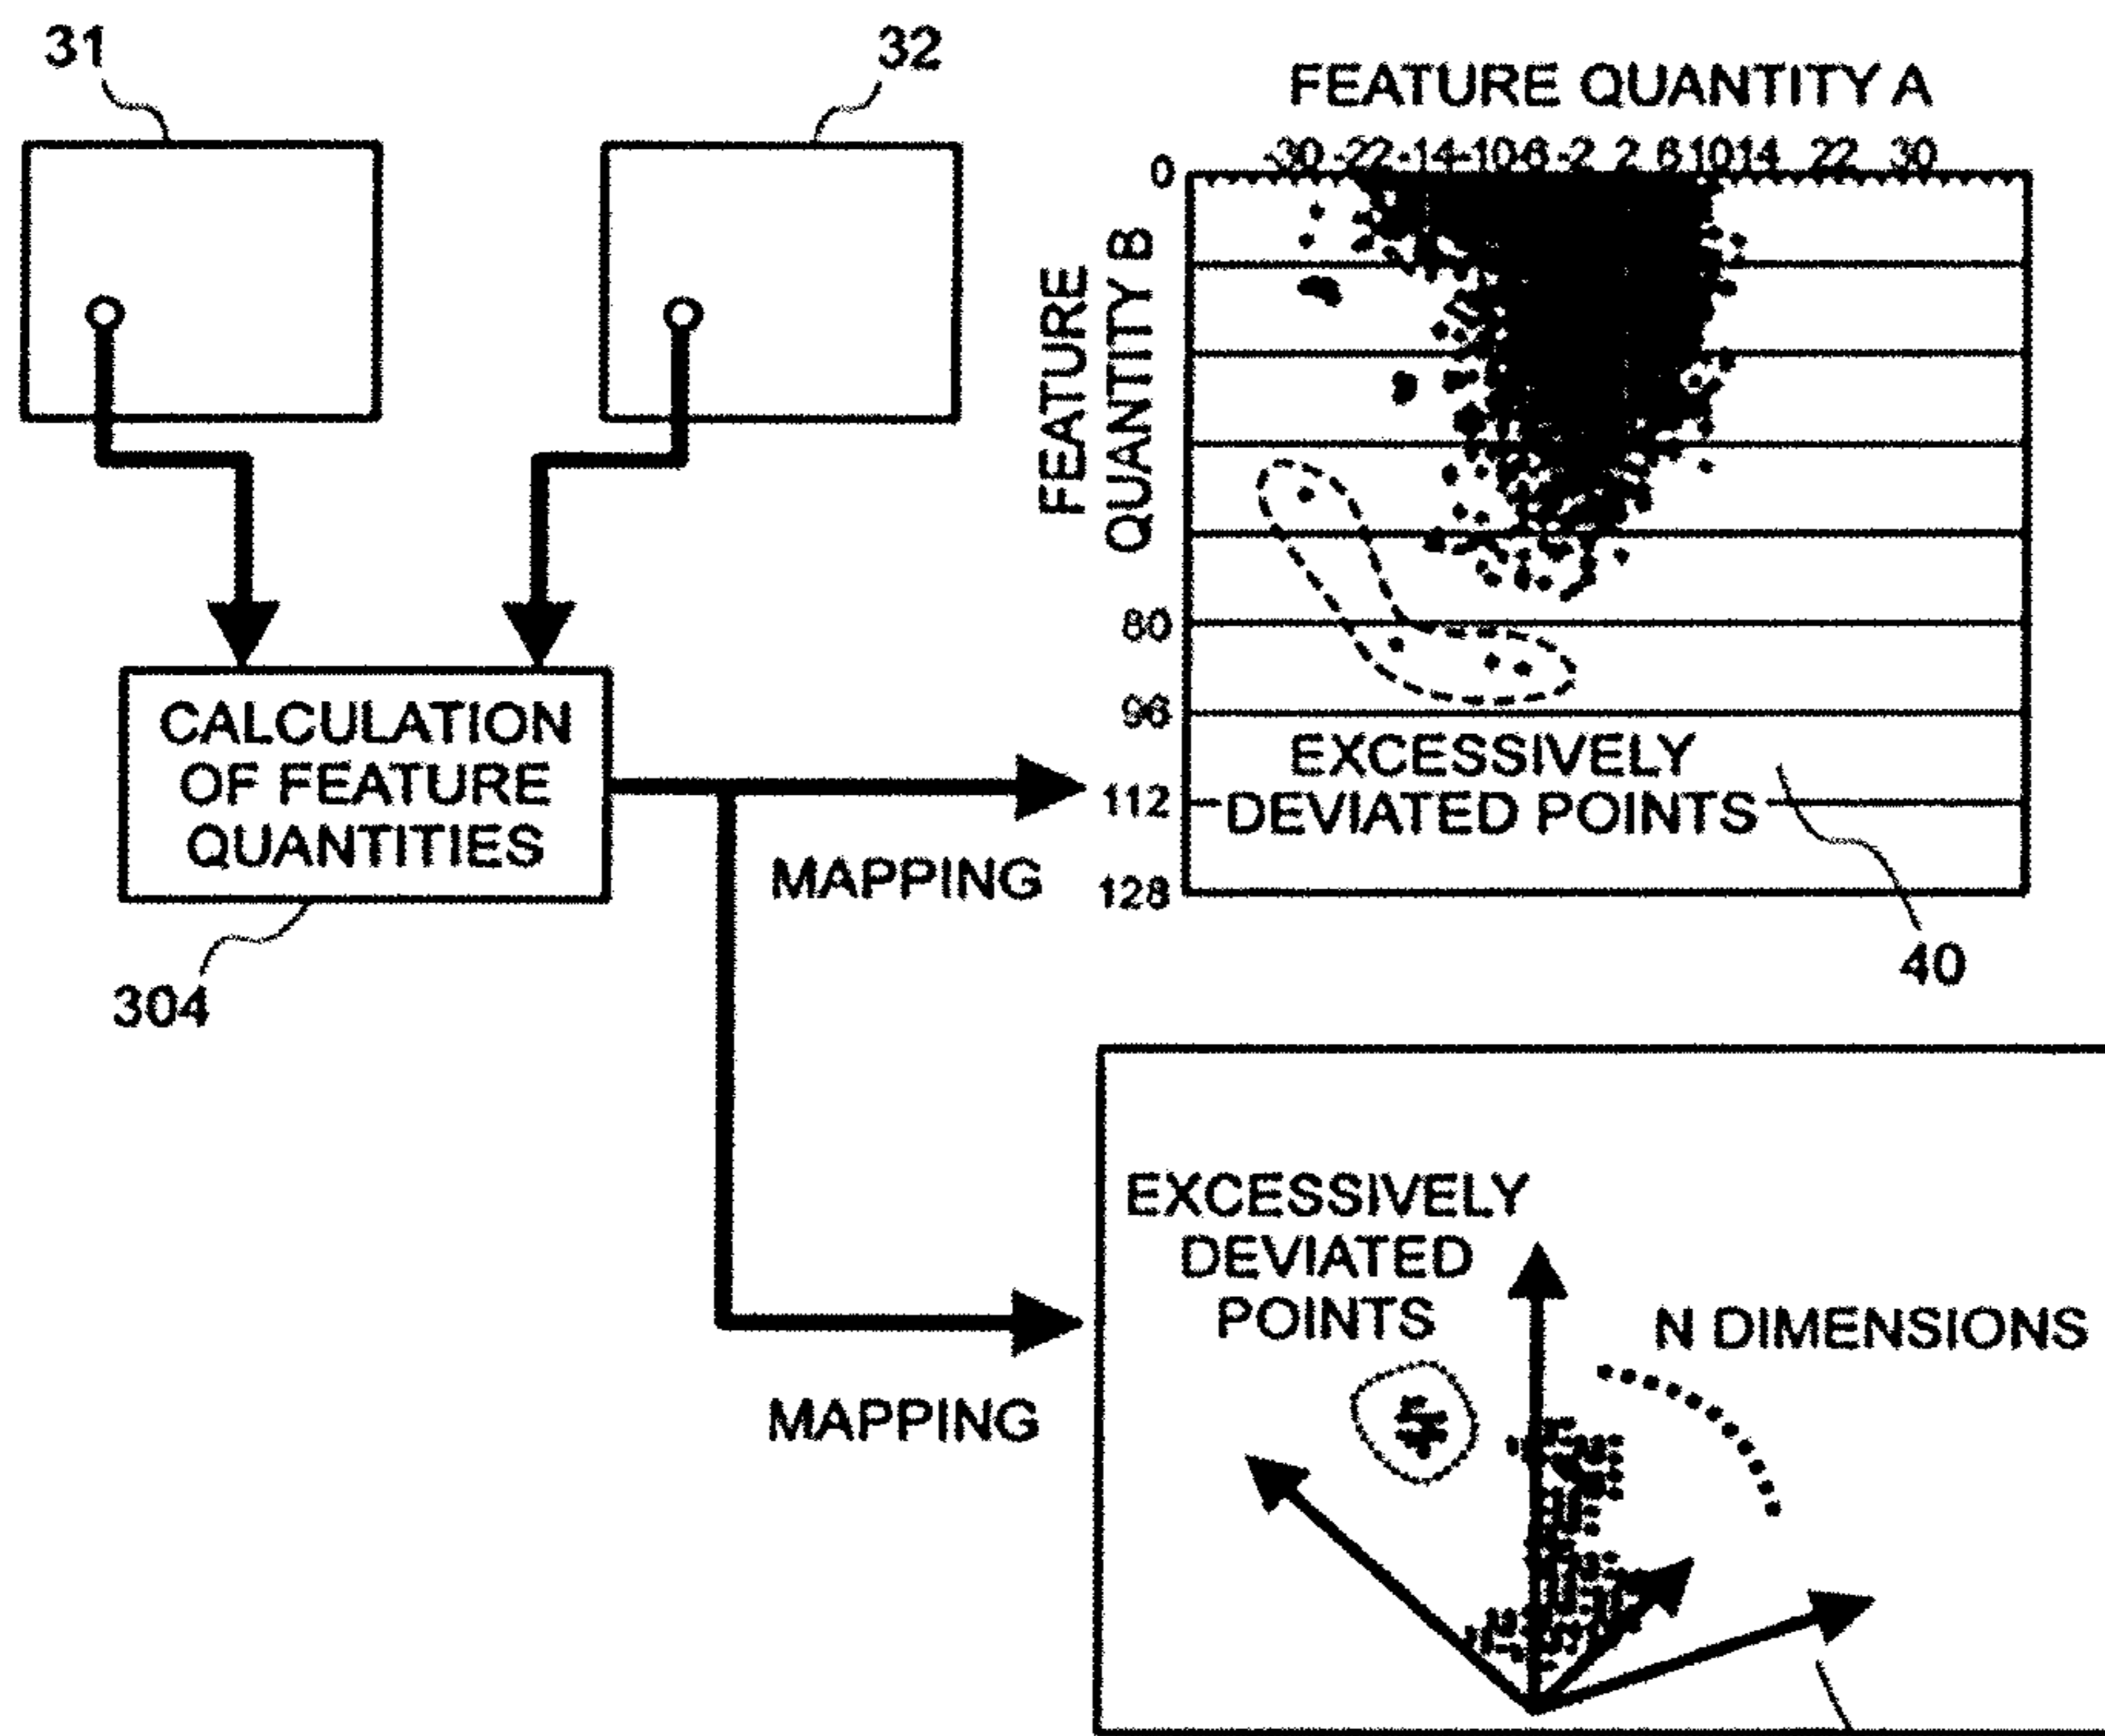 31
32
FEATURE QUANTITY A
-30 -22 -14 -10 -6 -2 2 6 10 14 22 30
0
FEATURE
QUANTITY B
80
96
112
128
EXCESSIVELY
DEVIATED POINTS
40
CALCULATION
OF FEATURE
QUANTITIES
304
MAPPING
EXCESSIVELY
DEVIATED
POINTS
N DIMENSIONS
MAPPING